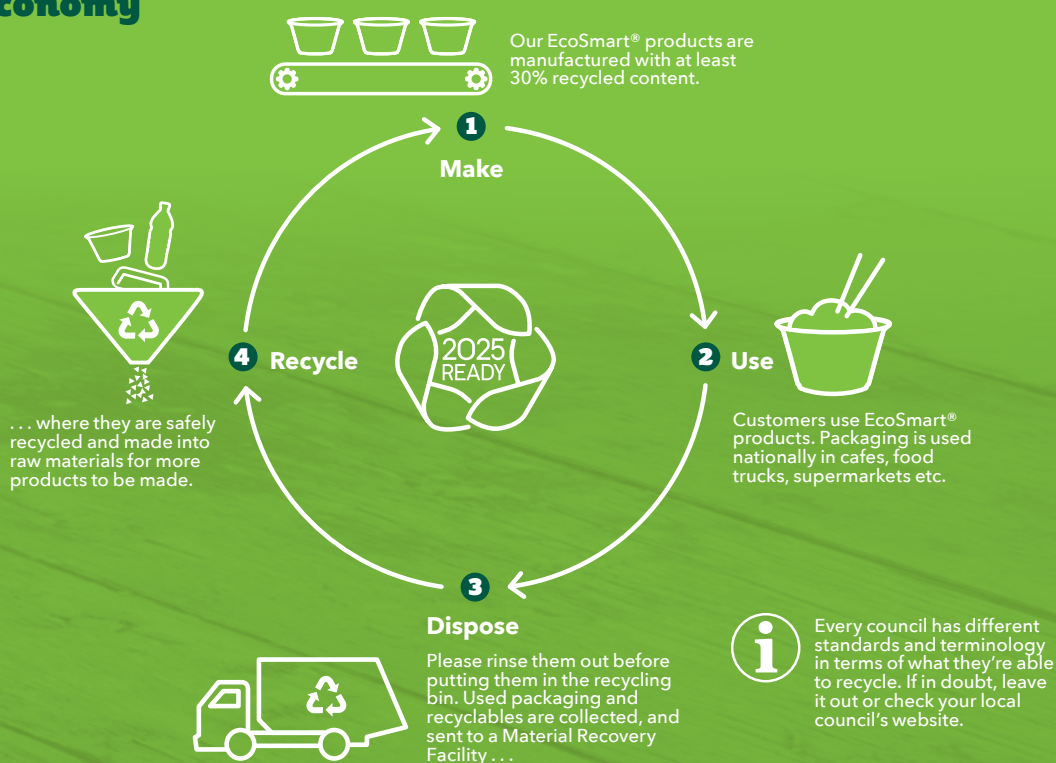 conomy
Our EcoSmart® products are
manufactured with at least
30% recycled content.
1
Make
2
Use
Customers use EcoSmart®
products. Packaging is used
nationally in cafes, food
trucks, supermarkets etc.
3
Dispose
Please rinse them out before
putting them in the recycling
bin. Used packaging and
recyclables are collected, and
sent to a Material Recovery
Facility . . .
4
Recycle
. . . where they are safely
recycled and made into
raw materials for more
products to be made.
2025
READY
i
Every council has different
standards and terminology
in terms of what they're able
to recycle. If in doubt, leave
it out or check your local
council's website.